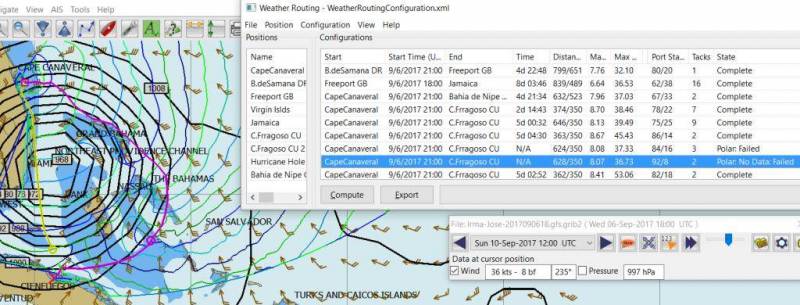 Weather Routing - WeatherRoutingConfiguration.xml
File Position Configuration View Help
Vehicle AIS Tools Help
Positions
Configurations
Name
CapeCanaveral
B.deSamana DR
Freeport GB
Virgin Islds
Jamaica
C.Frragoso CU
C.Frragoso CU 2
Hurricane Hole
Bahia de Nipe C
Start Start Time (U... End Time Distan... Ma... Max ... Port Sta... Tacks State
CapeCanaveral 9/6/2017 21:00 Freeport GB 4d 22:48 799/651 7.76 32.10 80/20 1 Complete
B.deSamana DR 9/6/2017 18:00 Jamaica 8d 03:46 839/489 6.64 36.53 62/38 16 Complete
CapeCanaveral 9/6/2017 21:00 Bahia de Nipe ... 4d 21:34 632/523 7.96 37.03 67/33 2 Complete
CapeCanaveral 9/6/2017 21:00 C.Frragoso CU 2d 14:43 374/350 8.70 38.46 78/22 7 Complete
CapeCanaveral 9/6/2017 21:00 C.Frragoso CU 5d 00:32 646/350 8.13 39.49 75/25 9 Complete
CapeCanaveral 9/6/2017 21:00 C.Frragoso CU 5d 04:30 363/350 8.67 45.43 86/14 2 Complete
CapeCanaveral 9/6/2017 21:00 C.Frragoso CU N/A 624/350 8.08 37.33 84/16 3 Polar: Failed
CapeCanaveral 9/6/2017 21:00 C.Frragoso CU N/A 628/350 8.07 36.73 92/8 2 Polar: No Data: Failed
CapeCanaveral 9/6/2017 21:00 C.Frragoso CU 5d 02:52 362/350 8.41 53.06 82/18 2 Complete
Compute Export
CAPE CANAVERAL
1008
GRAND BAHAMA
NORTHEAST PROVIDENCE CHANNEL
MIAMI
968
THE BAHAMAS
NASSAU
SAN SALVADOR
988
1000
CIENFUEGOS
TURKS AND CAICOS ISLANDS
File: Irma-Jose-2017090618.gfs.grib2 ( Wed 06-Sep-2017 18:00 UTC )
Sun 10-Sep-2017 12:00 UTC
Data at cursor position
Wind 36 kts - 8 bf 235° Pressure 997 hPa